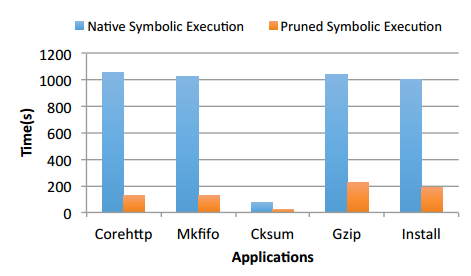 Native Symbolic Execution Pruned Symbolic Execution
1200
1000
800
600
400
200
0
Time(s)
Corehttp Mkfifo Cksum Gzip Install
Applications